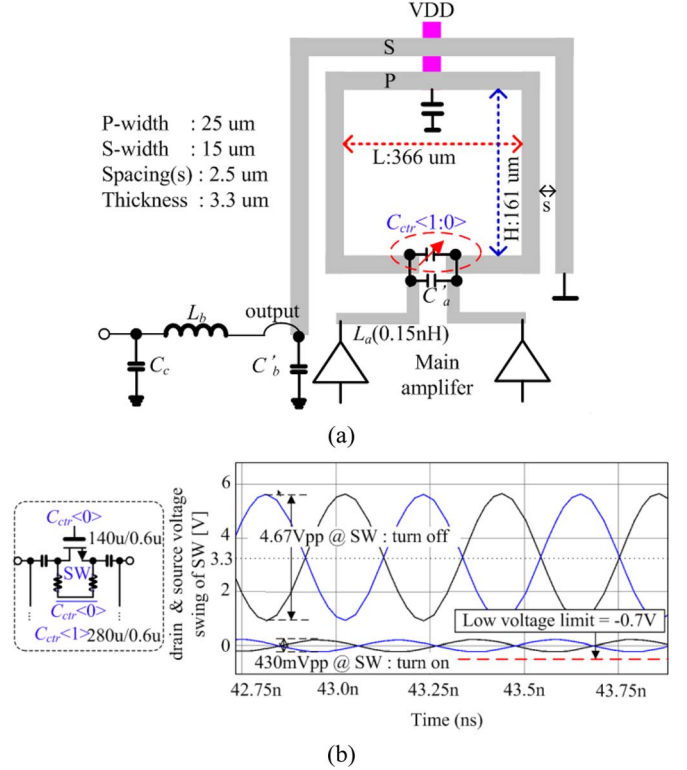 VDD
S
P
P-width : 25 um
S-width : 15 um
Spacing(s) : 2.5 um
Thickness : 3.3 um
L:366 um
H:161 um
s
Cctr<1:0>
C'a
Lb
output
La(0.15nH)
Cc
C'b
Main
amplifer
(a)
Cctr<0>
140u/0.6u
SW
Cctr<0>
Cctr<1>
280u/0.6u
drain & source voltage
swing of SW [V]
6
4
3.3
2
0
4.67Vpp @ SW : turn off
Low voltage limit = -0.7V
430mVpp @ SW : turn on
42.75n 43.0n 43.25n 43.5n 43.75n
Time (ns)
(b)